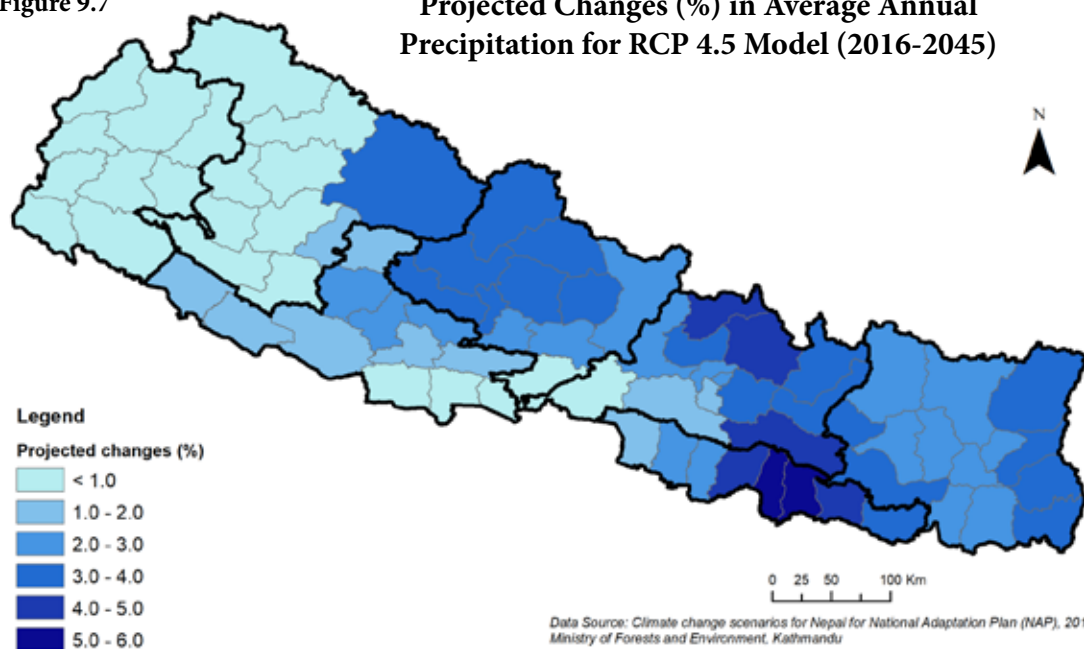 Figure 9.7
Projected Changes (%) in Average Annual
Precipitation for RCP 4.5 Model (2016-2045)
N
Legend
Projected changes (%)
< 1.0
1.0 - 2.0
2.0 - 3.0
3.0 - 4.0
4.0 - 5.0
5.0 - 6.0
0 25 50 100 Km
Data Source: Climate change scenarios for Nepal for National Adaptation Plan (NAP),
Ministry of Forests and Environment, Kathmandu